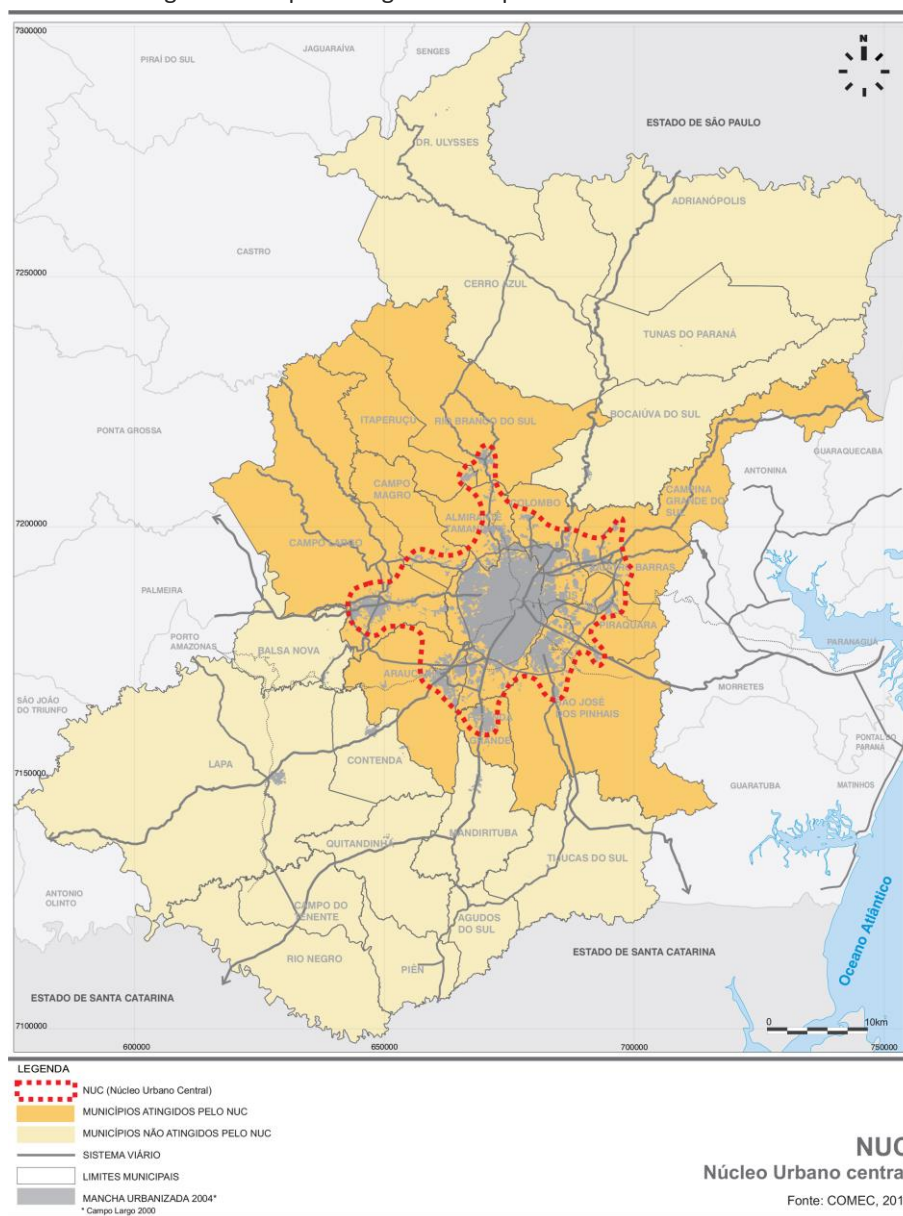 7300000
SENGES
JAGUARAÍVA
PIRAÍ DO SUL
N
ESTADO DE SÃO PAULO
DR. ULYSSES
ADRIANÓPOLIS
CASTRO
7250000
CERRO AZUL
TUNAS DO PARANÁ
BOCAIÚVA DO SUL
ITAPERUÇU
RIO BRANCO DO SUL
PONTA GROSSA
GUARAQUECABA
ANTONINA
CAMPO
MAGRO
CAMPINA
GRANDE DO
SUL
COLOMBO
7200000
ALMIRANTE
CAMPO LARGO
BARRAS
PALMEIRA
PIRAQUARA
PORTO
AMAZONAS
BALSA NOVA
PARANAGUÁ
MORRETES
SÃO JOÃO
DO TRIUNFO
SÃO JOSÉ
DOS PINHAIS
GRANDE
PONTAL DO
PARANÁ
LAPA
CONTENDA
7150000
GUARATUBA
MATINHOS
MANDIRITUBA
QUITANDINHA
TIJUCAS DO SUL
ANTONIO
OLINTO
CAMPO DO
TENENTE
AGUDOS
DO SUL
Oceano Atlântico
RIO NEGRO
PIÊN
ESTADO DE SANTA CATARINA
ESTADO DE SANTA CATARINA
7100000
0
10km
600000
650000
700000
750000
LEGENDA
NUC (Núcleo Urbano Central)
MUNICÍPIOS ATINGIDOS PELO NUC
MUNICÍPIOS NÃO ATINGIDOS PELO NUC
SISTEMA VIÁRIO
LIMITES MUNICIPAIS
MANCHA URBANIZADA 2004*
* Campo Largo 2000
NUC
Núcleo Urbano centra
Fonte: COMEC, 201